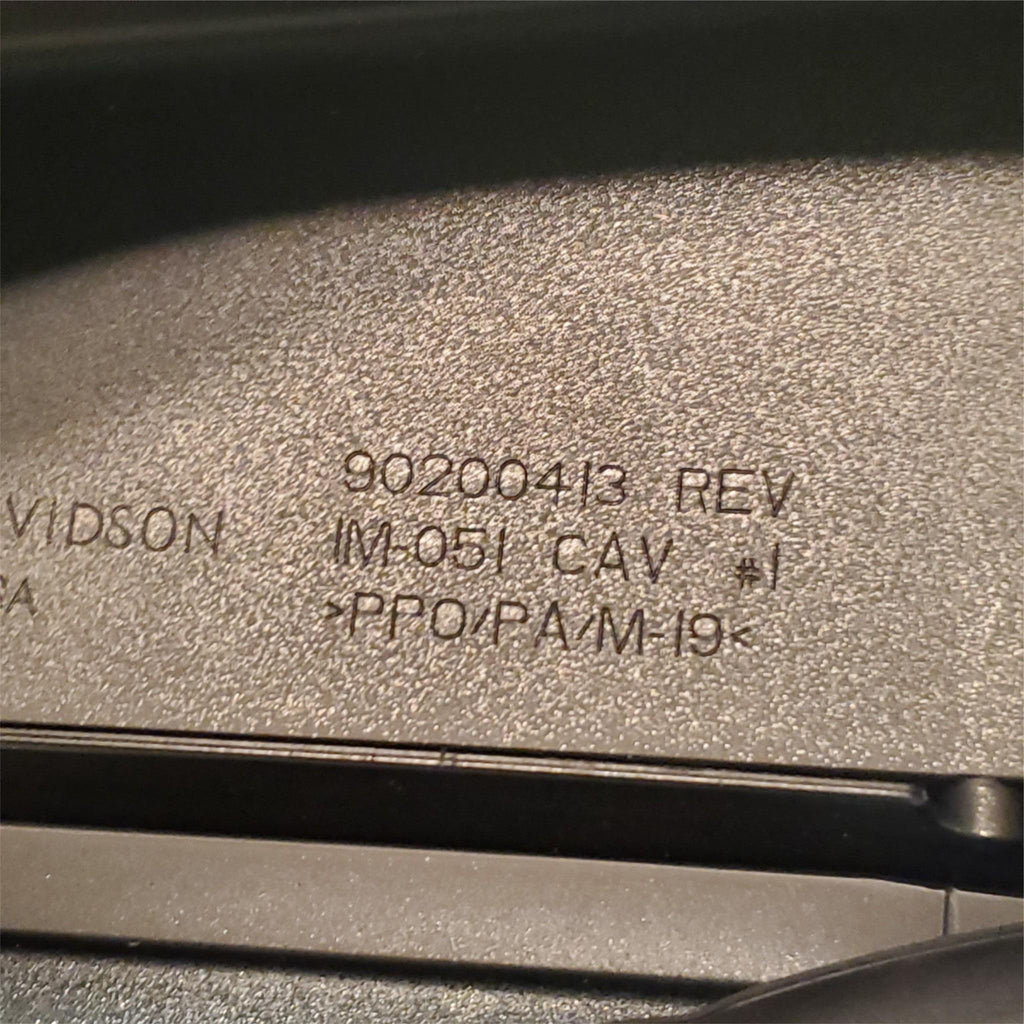 VIDSON
90200413 REV
IM-051 CAV #1
>PPO/PA/M-19<